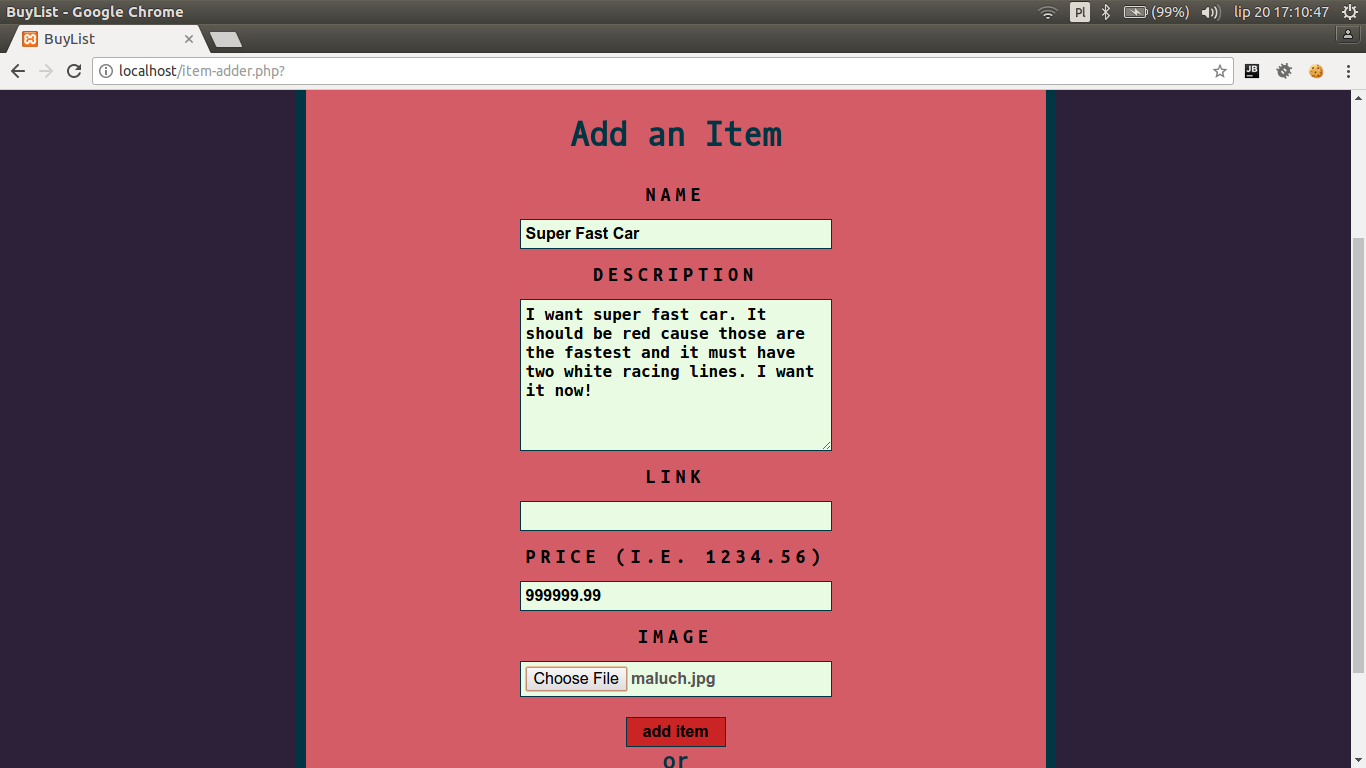 BuyList - Google Chrome
Pl (99%) lip 20 17:10:47
BuyList
localhost/item-adder.php?
JB
Add an Item
NAME
Super Fast Car
DESCRIPTION
I want super fast car. It
should be red cause those are
the fastest and it must have
two white racing lines. I want
it now!
LINK
PRICE (I.E. 1234.56)
999999.99
IMAGE
Choose File maluch.jpg
add item
or